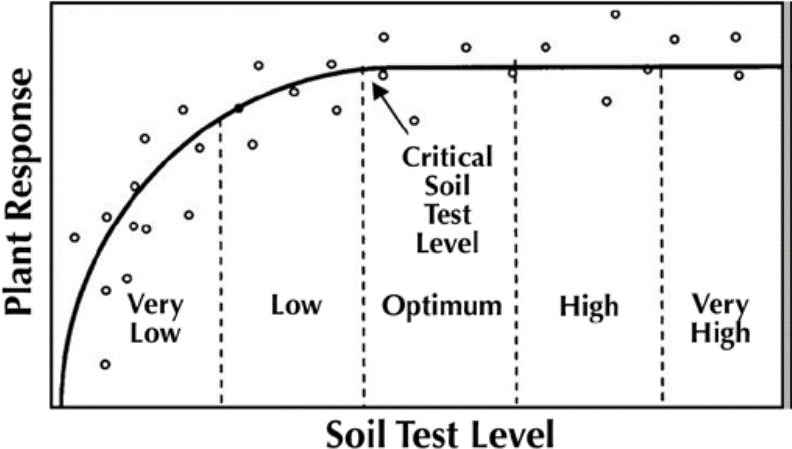 Plant Response
Critical
Soil
Test
Level
Very
Low
Low
Optimum
High
Very
High
Soil Test Level